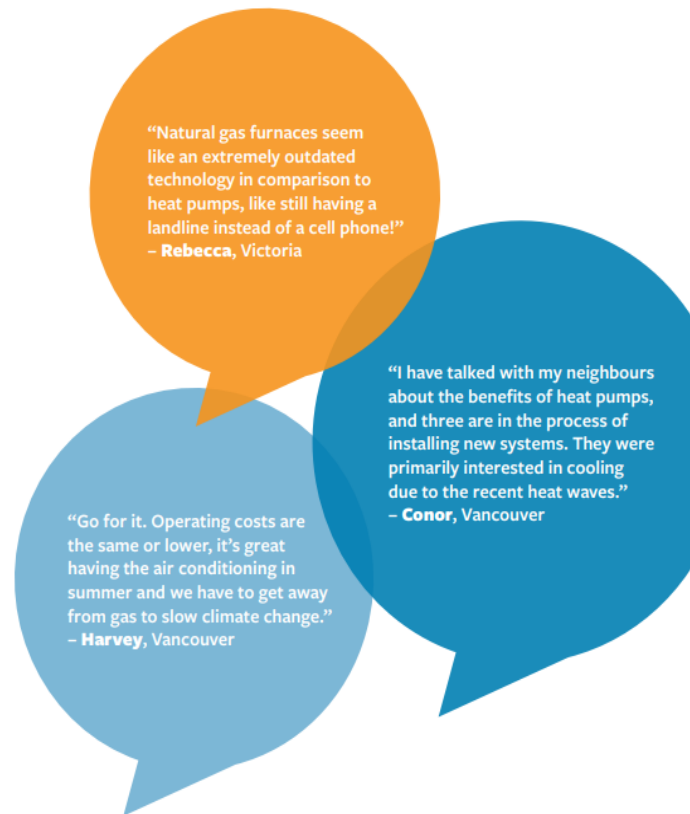 “Natural gas furnaces seem
like an extremely outdated
technology in comparison to
heat pumps, like still having a
landline instead of a cell phone!”
– Rebecca, Victoria
“I have talked with my neighbours
about the benefits of heat pumps,
and three are in the process of
installing new systems. They were
primarily interested in cooling
due to the recent heat waves.”
– Conor, Vancouver
“Go for it. Operating costs are
the same or lower, it’s great
having the air conditioning in
summer and we have to get away
from gas to slow climate change.”
– Harvey, Vancouver